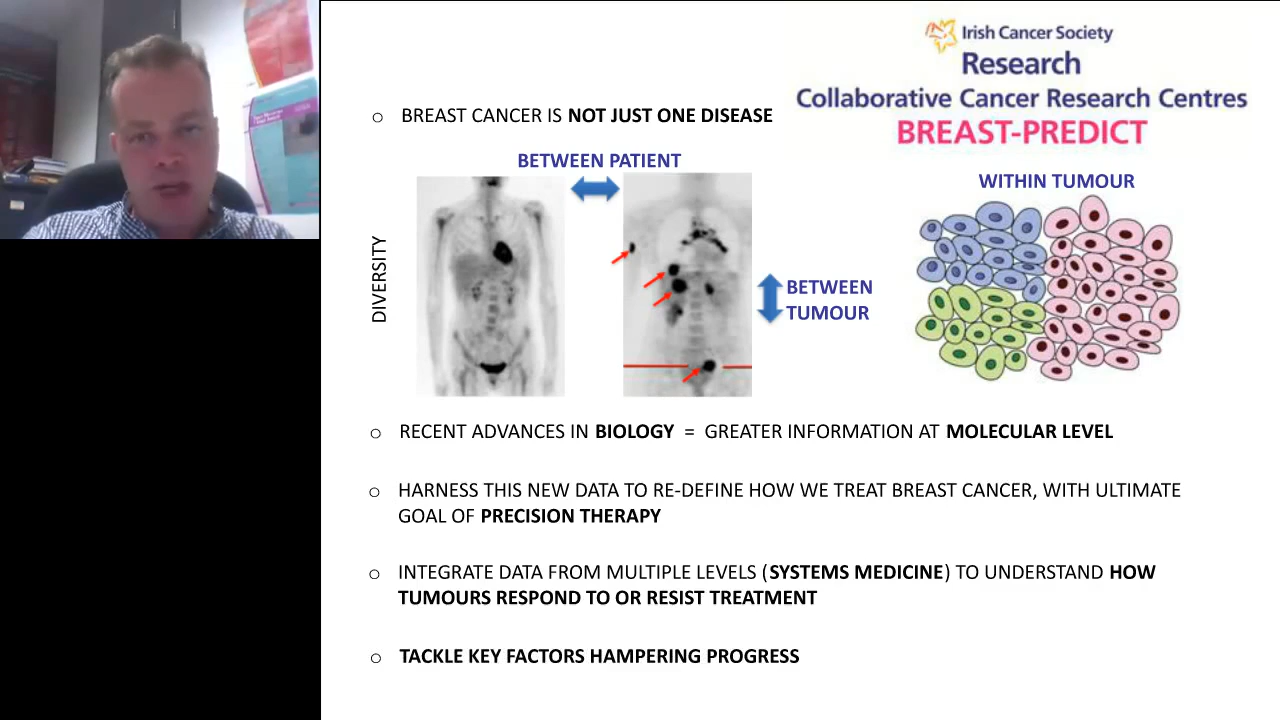 Irish Cancer Society
Research
Collaborative Cancer Research Centres
BREAST-PREDICT
○ BREAST CANCER IS NOT JUST ONE DISEASE
BETWEEN PATIENT
WITHIN TUMOUR
DIVERSITY
BETWEEN
TUMOUR
○ RECENT ADVANCES IN BIOLOGY = GREATER INFORMATION AT MOLECULAR LEVEL
○ HARNESS THIS NEW DATA TO RE-DEFINE HOW WE TREAT BREAST CANCER, WITH ULTIMATE
GOAL OF PRECISION THERAPY
○ INTEGRATE DATA FROM MULTIPLE LEVELS (SYSTEMS MEDICINE) TO UNDERSTAND HOW
TUMOURS RESPOND TO OR RESIST TREATMENT
○ TACKLE KEY FACTORS HAMPERING PROGRESS